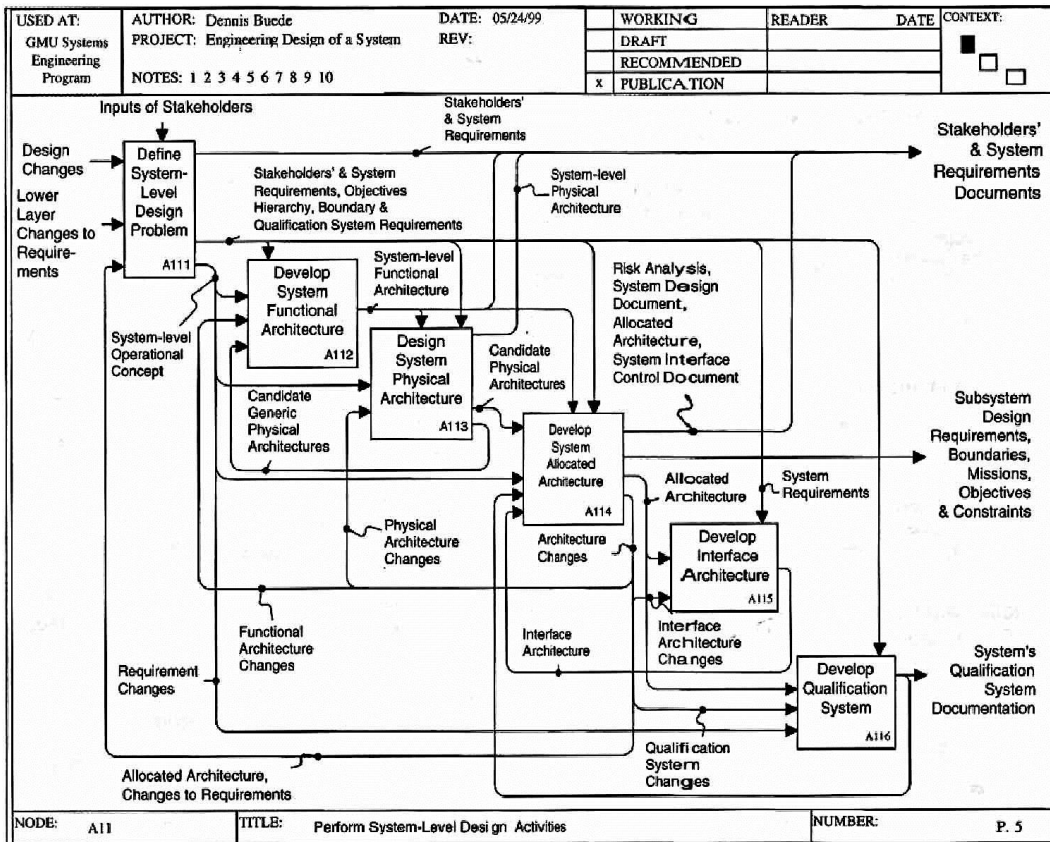 USED AT:
GMU Systems
Engineering
Program
AUTHOR: Dennis Buede
DATE: 05/24/99
PROJECT: Engineering Design of a System
REV:
NOTES: 1 2 3 4 5 6 7 8 9 10
WORKING
DRAFT
RECOMMENDED
x PUBLICATION
READER DATE
CONTEXT:
Inputs of Stakeholders
Design
Changes
Lower
Layer
Changes to
Require-
ments
Define
System-
Level
Design
Problem
A111
Stakeholders'
& System
Requirements
Stakeholders'
& System
Requirements
Documents
Stakeholders' & System
Requirements, Objectives
Hierarchy, Boundary &
Qualification System Requirements
System-level
Physical
Architecture
System-level
Operational
Concept
Develop
System
Functional
Architecture
A112
System-level
Functional
Architecture
Design
System
Physical
Architecture
A113
Candidate
Generic
Physical
Architectures
Candidate
Physical
Architectures
Risk Analysis,
System Design
Document,
Allocated
Architecture,
System Interface
Control Document
Develop
System
Allocated
Architecture
A114
Subsystem
Design
Requirements,
Boundaries,
Missions,
Objectives
& Constraints
Allocated
Architecture
System
Requirements
Physical
Architecture
Changes
Architecture
Changes
Develop
Interface
Architecture
A115
Functional
Architecture
Changes
Interface
Architecture
Interface
Architecture
Changes
Requirement
Changes
Develop
Qualification
System
A116
System's
Qualification
System
Documentation
Qualification
System
Changes
Allocated Architecture,
Changes to Requirements
NODE: A11
TITLE: Perform System-Level Design Activities
NUMBER: P. 5